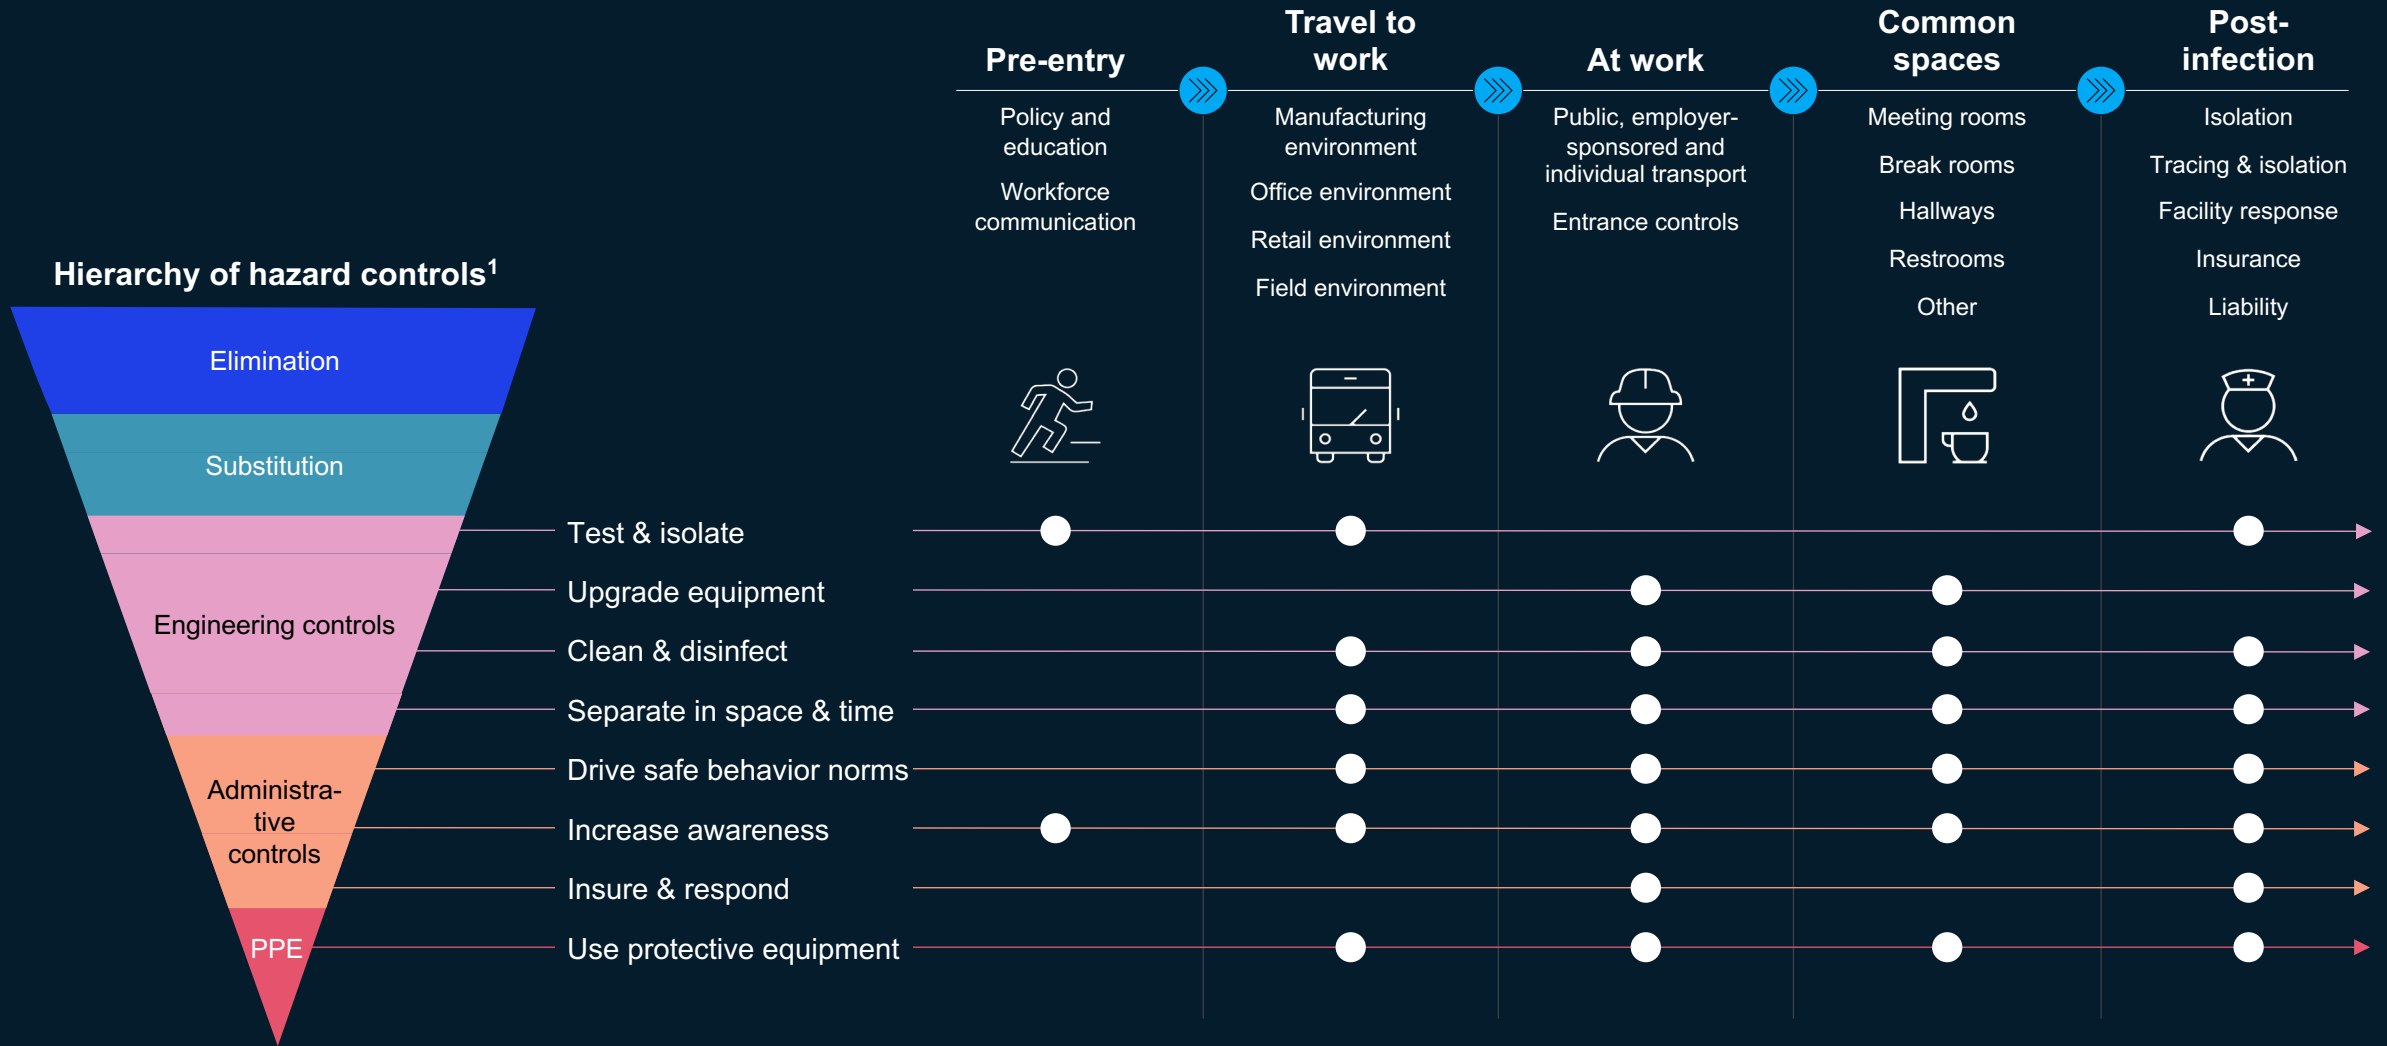 Pre-entry
Policy and
education
Workforce
communication
Travel to
work
Manufacturing
environment
Office environment
Retail environment
Field environment
At work
Public, employer-
sponsored and
individual transport
Entrance controls
Common
spaces
Meeting rooms
Break rooms
Hallways
Restrooms
Other
Post-
infection
Isolation
Tracing & isolation
Facility response
Insurance
Liability
Hierarchy of hazard controls1
Elimination
Substitution
Engineering controls
Administra-
tive
controls
PPE
Test & isolate
Upgrade equipment
Clean & disinfect
Separate in space & time
Drive safe behavior norms
Increase awareness
Insure & respond
Use protective equipment